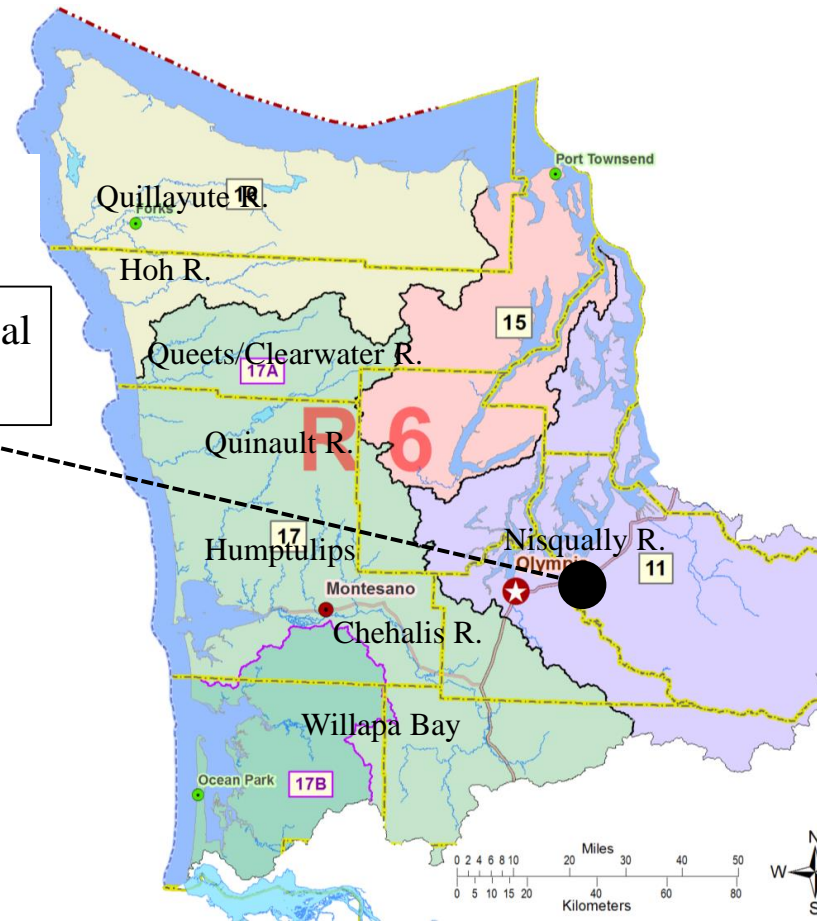 Port Townsend
Quillayute R.
Forks
Hoh R.
al
15
Queets/Clearwater R.
17A
R 6
Quinault R.
17
Humptulips
Nisqually R.
Olympia
11
Montesano
Chehalis R.
Willapa Bay
Ocean Park
17B
Miles
0 2 4 6 8 10 20 30 40 50
0 5 10 15 20 40 60 80
Kilometers
N
W
S